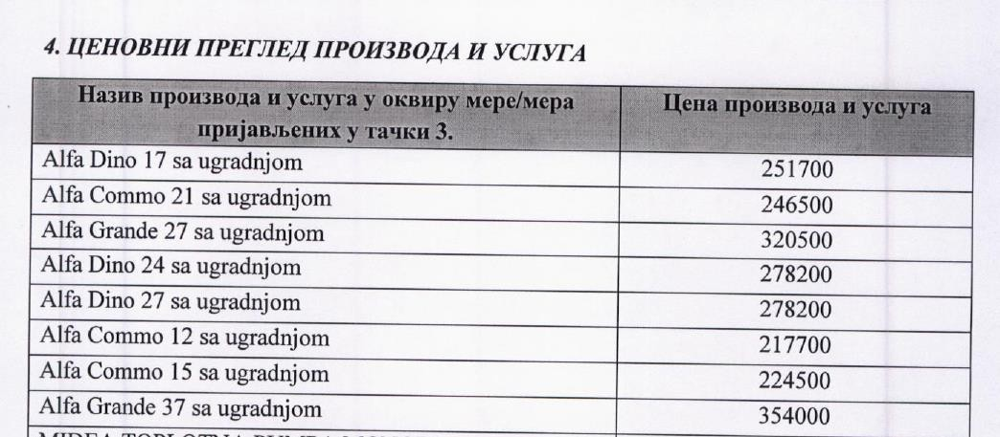 4. ЦЕНОВНИ ПРЕГЛЕД ПРОИЗВОДА И УСЛУГА
Назив производа и услуга у оквиру мере/мера
пријављених у тачки 3.
Цена производа и услуга
Alfa Dino 17 sa ugradnjom 251700
Alfa Commo 21 sa ugradnjom 246500
Alfa Grande 27 sa ugradnjom 320500
Alfa Dino 24 sa ugradnjom 278200
Alfa Dino 27 sa ugradnjom 278200
Alfa Commo 12 sa ugradnjom 217700
Alfa Commo 15 sa ugradnjom 224500
Alfa Grande 37 sa ugradnjom 354000